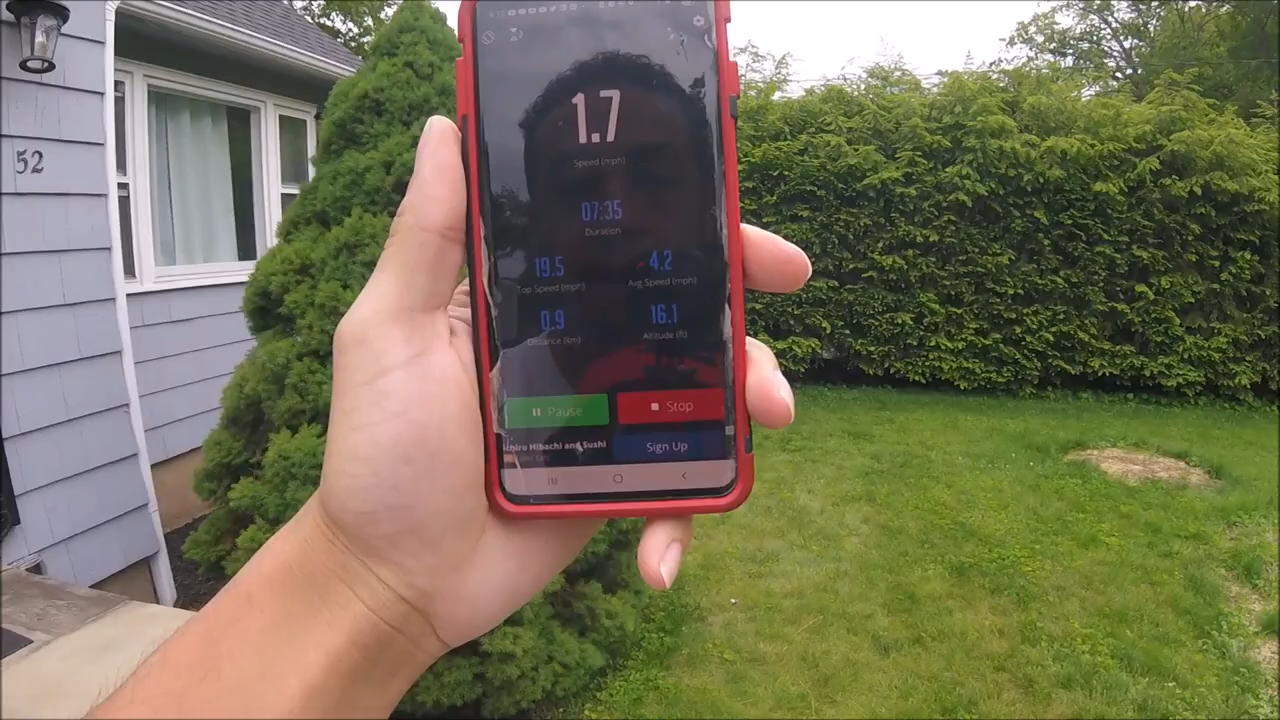 52
1.7
Speed (mph)
07:35
Duration
19.5
Top Speed (mph)
4.2
Avg Speed (mph)
0.9
Distance (km)
16.1
Altitude (ft)
Pause
Stop
Hibachi and Sushi
Sign Up